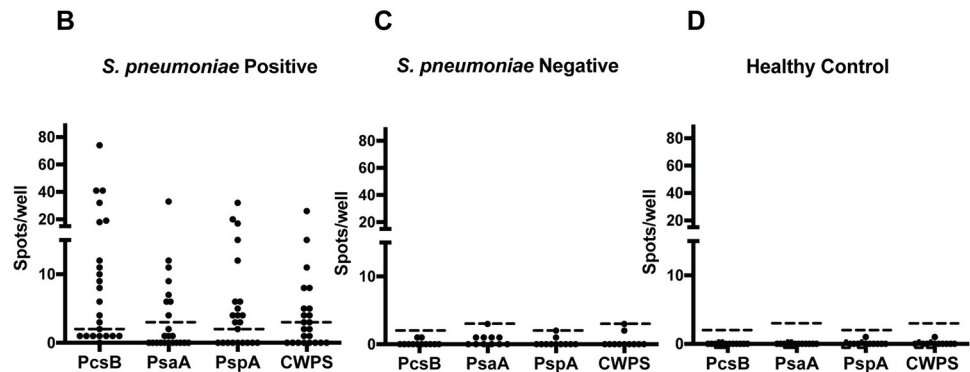 B
S. pneumoniae Positive
80
60
40
20
10
0
Spots/well
PcsB PsaA PspA CWPS
C
S. pneumoniae Negative
80
60
40
20
10
0
Spots/well
PcsB PsaA PspA CWPS
D
Healthy Control
80
60
40
20
10
0
Spots/well
PcsB PsaA PspA CWPS